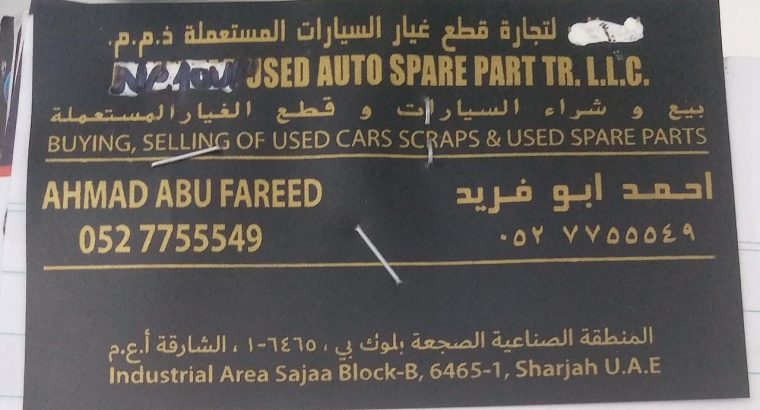 لتجارة قطع غيار السيارات المستعملة ذ.م.م.
USED AUTO SPARE PART TR. L.L.C.
بيع و شراء السيارات و قطع الغيار المستعملة
BUYING, SELLING OF USED CARS SCRAPS & USED SPARE PARTS
احمد ابو فريد
AHMAD ABU FAREED
٠٥٢ ٧٧٥٥٥٤٩
052 7755549
المنطقة الصناعية الصجعة بلوك بي ، ٦٤٦٥-١ ، الشارقة أ.ع.م
Industrial Area Sajaa Block-B, 6465-1, Sharjah U.A.E